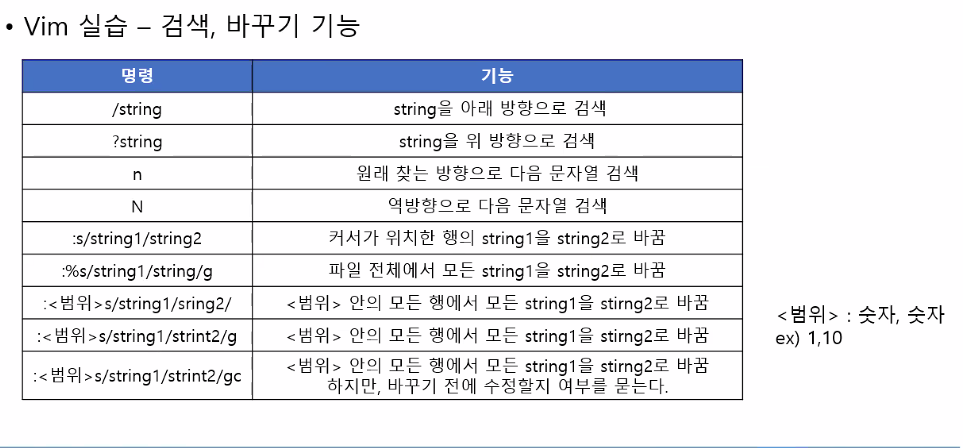 • Vim 실습 – 검색, 바꾸기 기능
명령 기능
/string string을 아래 방향으로 검색
?string string을 위 방향으로 검색
n 원래 찾는 방향으로 다음 문자열 검색
N 역방향으로 다음 문자열 검색
:s/string1/string2 커서가 위치한 행의 string1을 string2로 바꿈
:%s/string1/string/g 파일 전체에서 모든 string1을 string2로 바꿈
:<범위>s/string1/sring2/ <범위> 안의 모든 행에서 모든 string1을 stirng2로 바꿈
:<범위>s/string1/strint2/g <범위> 안의 모든 행에서 모든 string1을 stirng2로 바꿈
:<범위>s/string1/strint2/gc <범위> 안의 모든 행에서 모든 string1을 stirng2로 바꿈
하지만, 바꾸기 전에 수정할지 여부를 묻는다.
<범위> : 숫자, 숫자
ex) 1,10